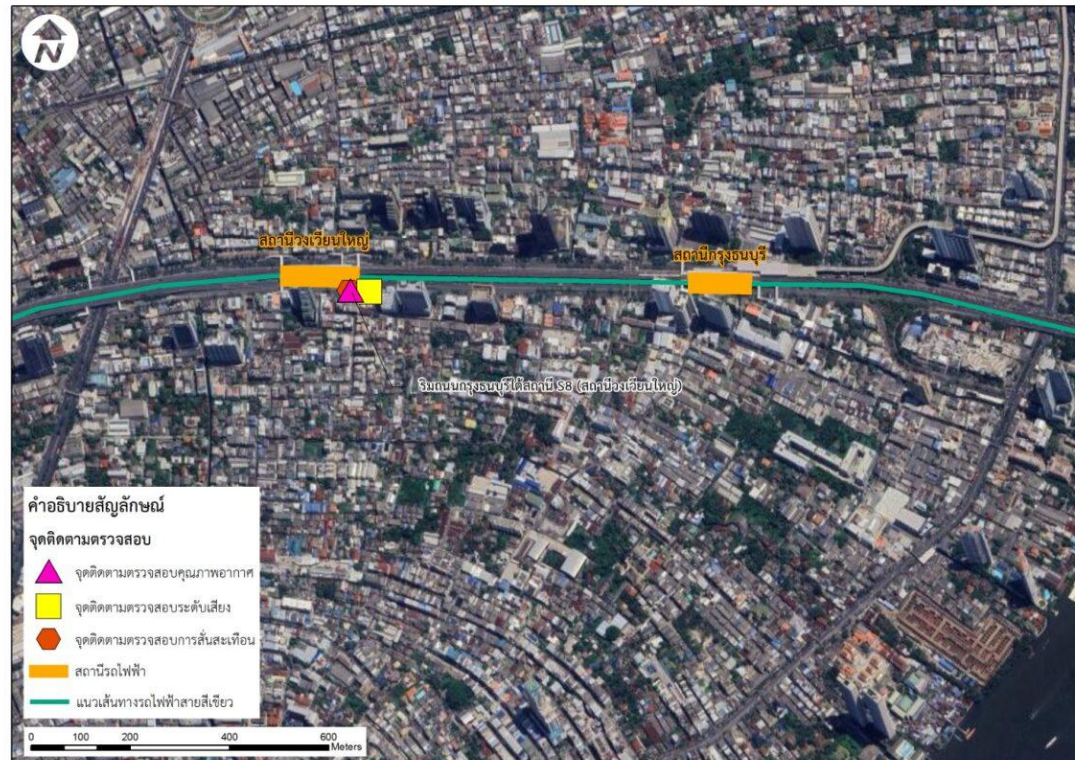 N
สถานีวงเวียนใหญ่
สถานีกรุงธนบุรี
ริมถนนกรุงธนบุรีใต้สถานี S8 (สถานีวงเวียนใหญ่)
คำอธิบายสัญลักษณ์
จุดติดตามตรวจสอบ
จุดติดตามตรวจสอบคุณภาพอากาศ
จุดติดตามตรวจสอบระดับเสียง
จุดติดตามตรวจสอบการสั่นสะเทือน
สถานีรถไฟฟ้า
แนวเส้นทางรถไฟฟ้าสายสีเขียว
0 100 200 400 600
Meters